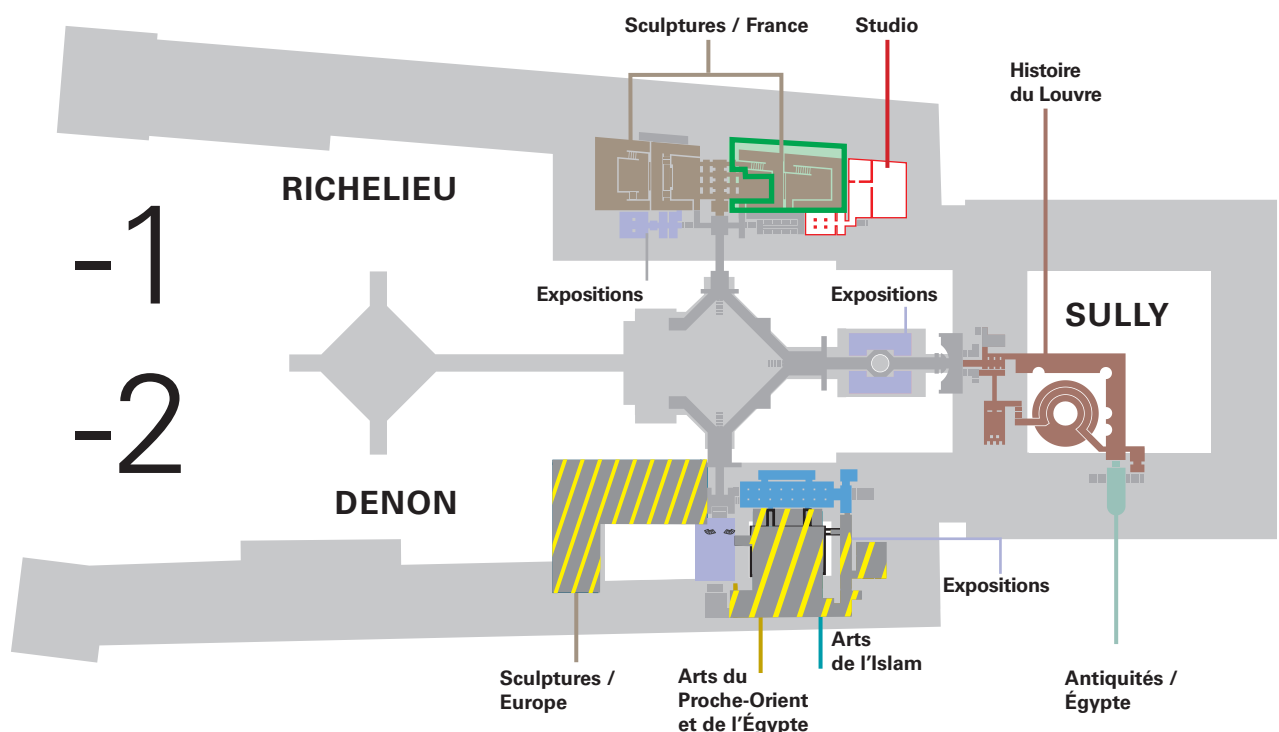 Sculptures / France
Studio
Histoire
du Louvre
RICHELIEU
-1
Expositions
Expositions
SULLY
-2
DENON
Expositions
Sculptures /
Europe
Arts du
Proche-Orient
et de l’Égypte
Arts
de l’Islam
Antiquités /
Égypte